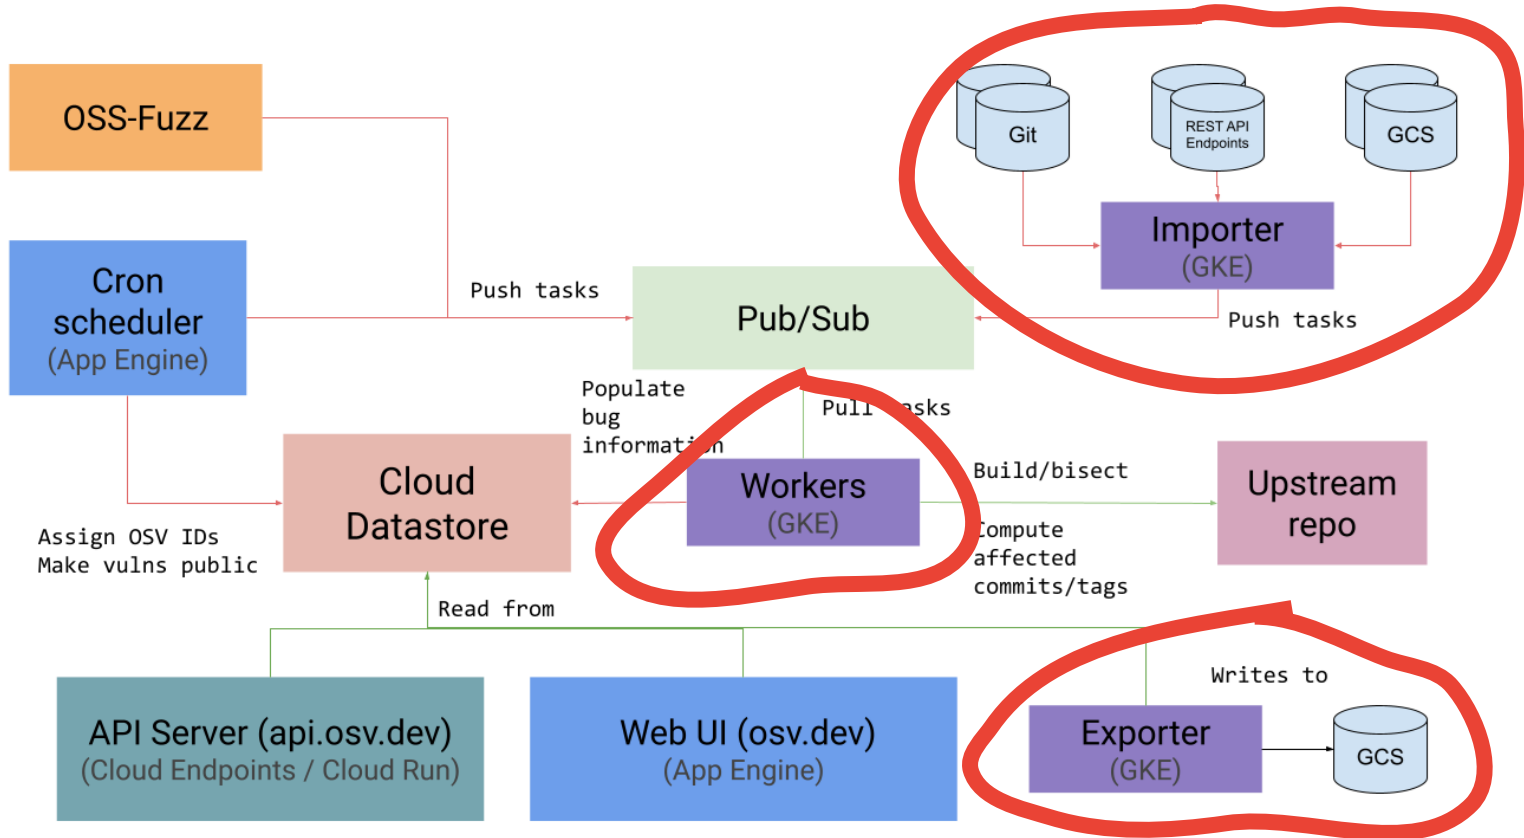 OSS-Fuzz
Git
REST API
Endpoints
GCS
Importer
(GKE)
Push tasks
Cron
scheduler
(App Engine)
Push tasks
Pub/Sub
Populate
bug
information
Pull tasks
Cloud
Datastore
Workers
(GKE)
Build/bisect
Compute
affected
commits/tags
Upstream
repo
Assign OSV IDs
Make vulns public
Read from
API Server (api.osv.dev)
(Cloud Endpoints / Cloud Run)
Web UI (osv.dev)
(App Engine)
Writes to
Exporter
(GKE)
GCS